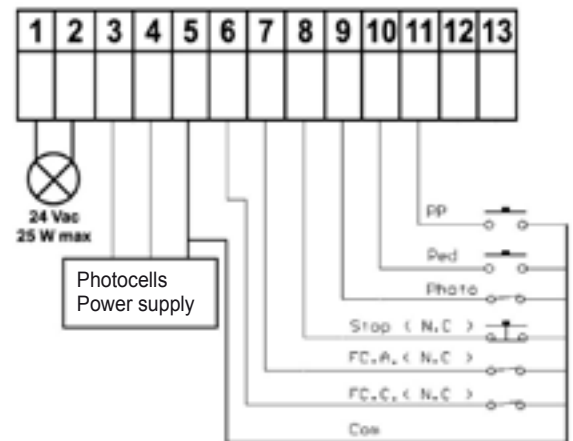 1 2 3 4 5 6 7 8 9 10 11 12 13
24 Vac
25 W max
Photocells
Power supply
PP
Ped
Photo
Stop ( N.C )
FC.A.( N.C )
FC.C.( N.C )
Com